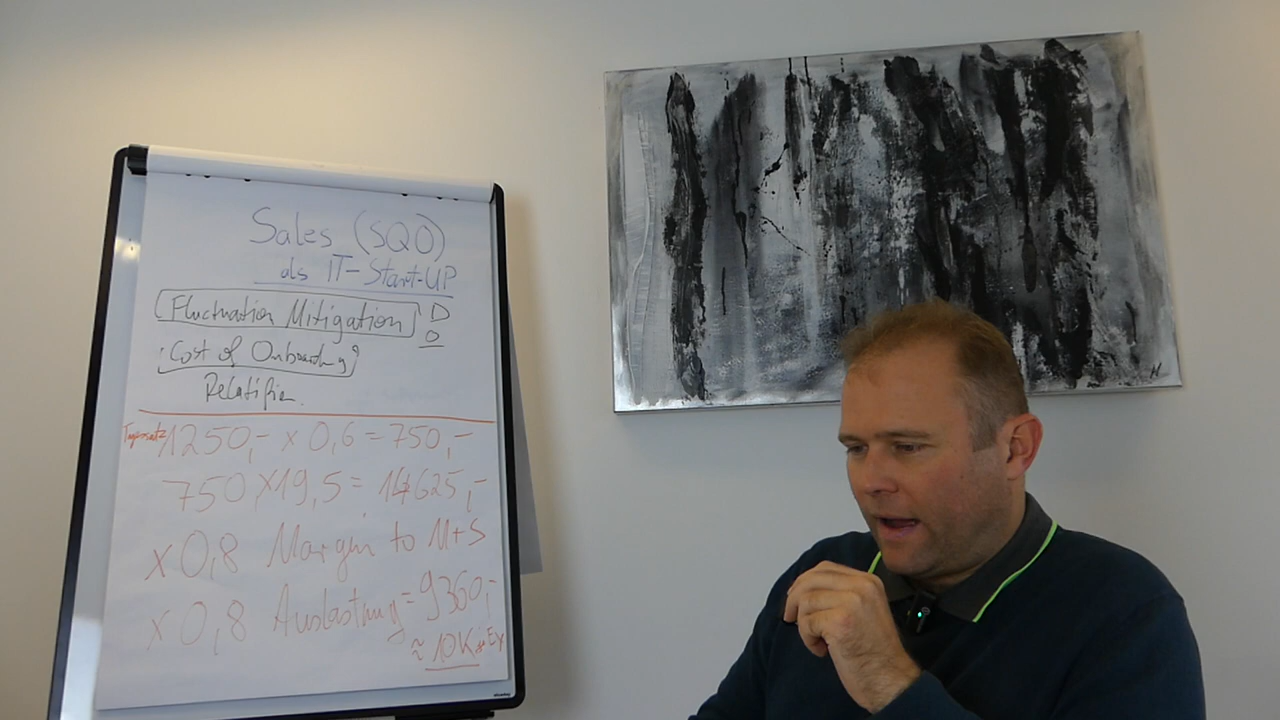 Sales (SQO)
als IT-Start-UP
Fluctuation Mitigation D
O
Cost of Onboarding
Tagessatz 1250,- x 0,6 = 750,-
750 x 19,5 = 14625,-
x 0,8 Margin to M+S
x 0,8 Auslastung = 9360,-
≈ 10K